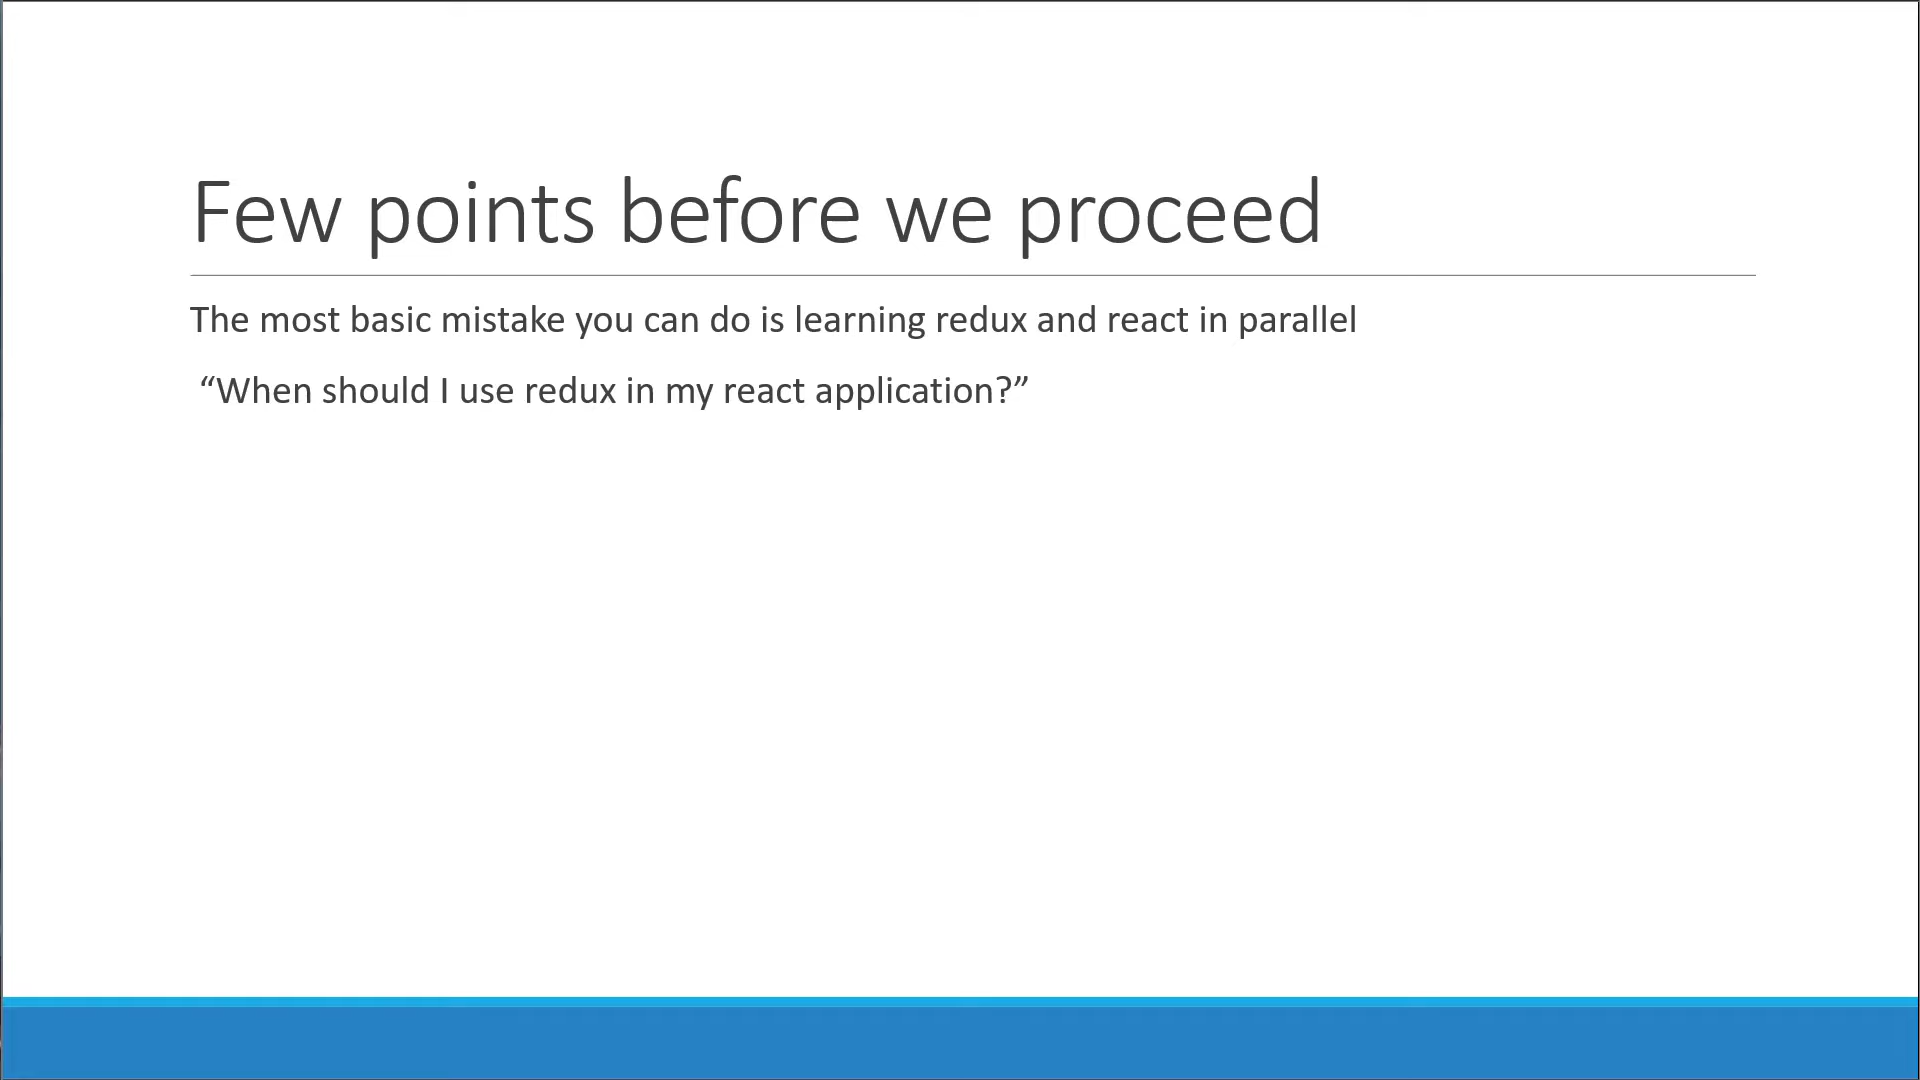 Few points before we proceed
The most basic mistake you can do is learning redux and react in parallel
“When should I use redux in my react application?”